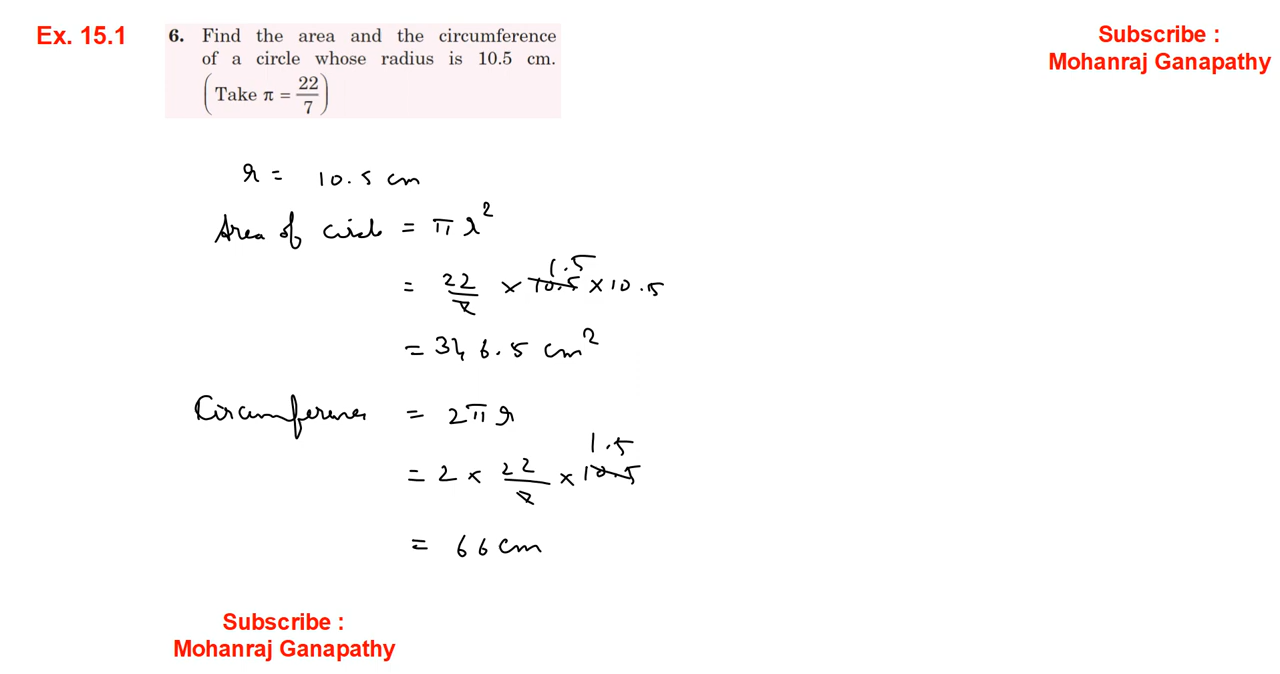 Ex. 15.1
6. Find the area and the circumference
of a circle whose radius is 10.5 cm.
(Take π = 22/7)
Subscribe :
Mohanraj Ganapathy
r = 10.5 cm
Area of circle = πr²
= 22/7 × 10.5 × 10.5
1.5
= 346.5 cm²
Circumference = 2πr
1.5
= 2 × 22/7 × 10.5
= 66 cm
Subscribe :
Mohanraj Ganapathy